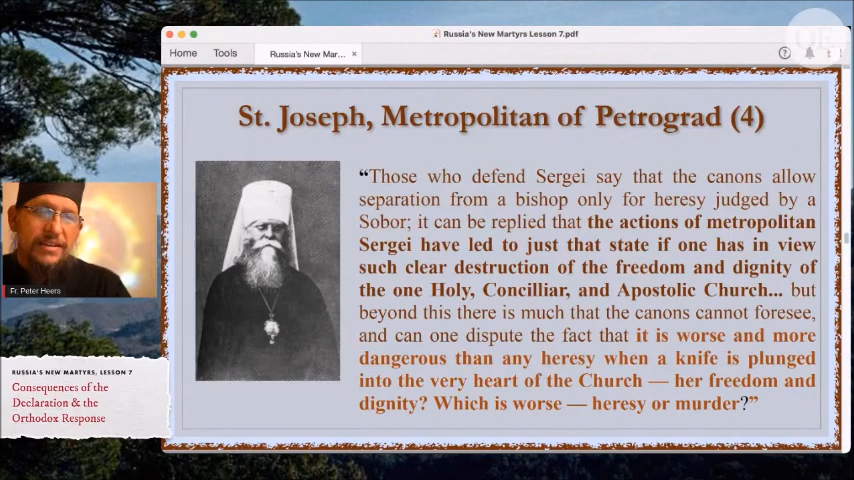 Russia's New Martyrs Lesson 7.pdf
Home Tools Russia's New Mar... ×
St. Joseph, Metropolitan of Petrograd (4)
“Those who defend Sergei say that the canons allow
separation from a bishop only for heresy judged by a
Sobor; it can be replied that the actions of metropolitan
Sergei have led to just that state if one has in view
such clear destruction of the freedom and dignity of
the one Holy, Concilliar, and Apostolic Church... but
beyond this there is much that the canons cannot foresee,
and can one dispute the fact that it is worse and more
dangerous than any heresy when a knife is plunged
into the very heart of the Church — her freedom and
dignity? Which is worse — heresy or murder?”
Fr. Peter Heers
RUSSIA'S NEW MARTYRS, LESSON 7
Consequences of the
Declaration & the
Orthodox Response